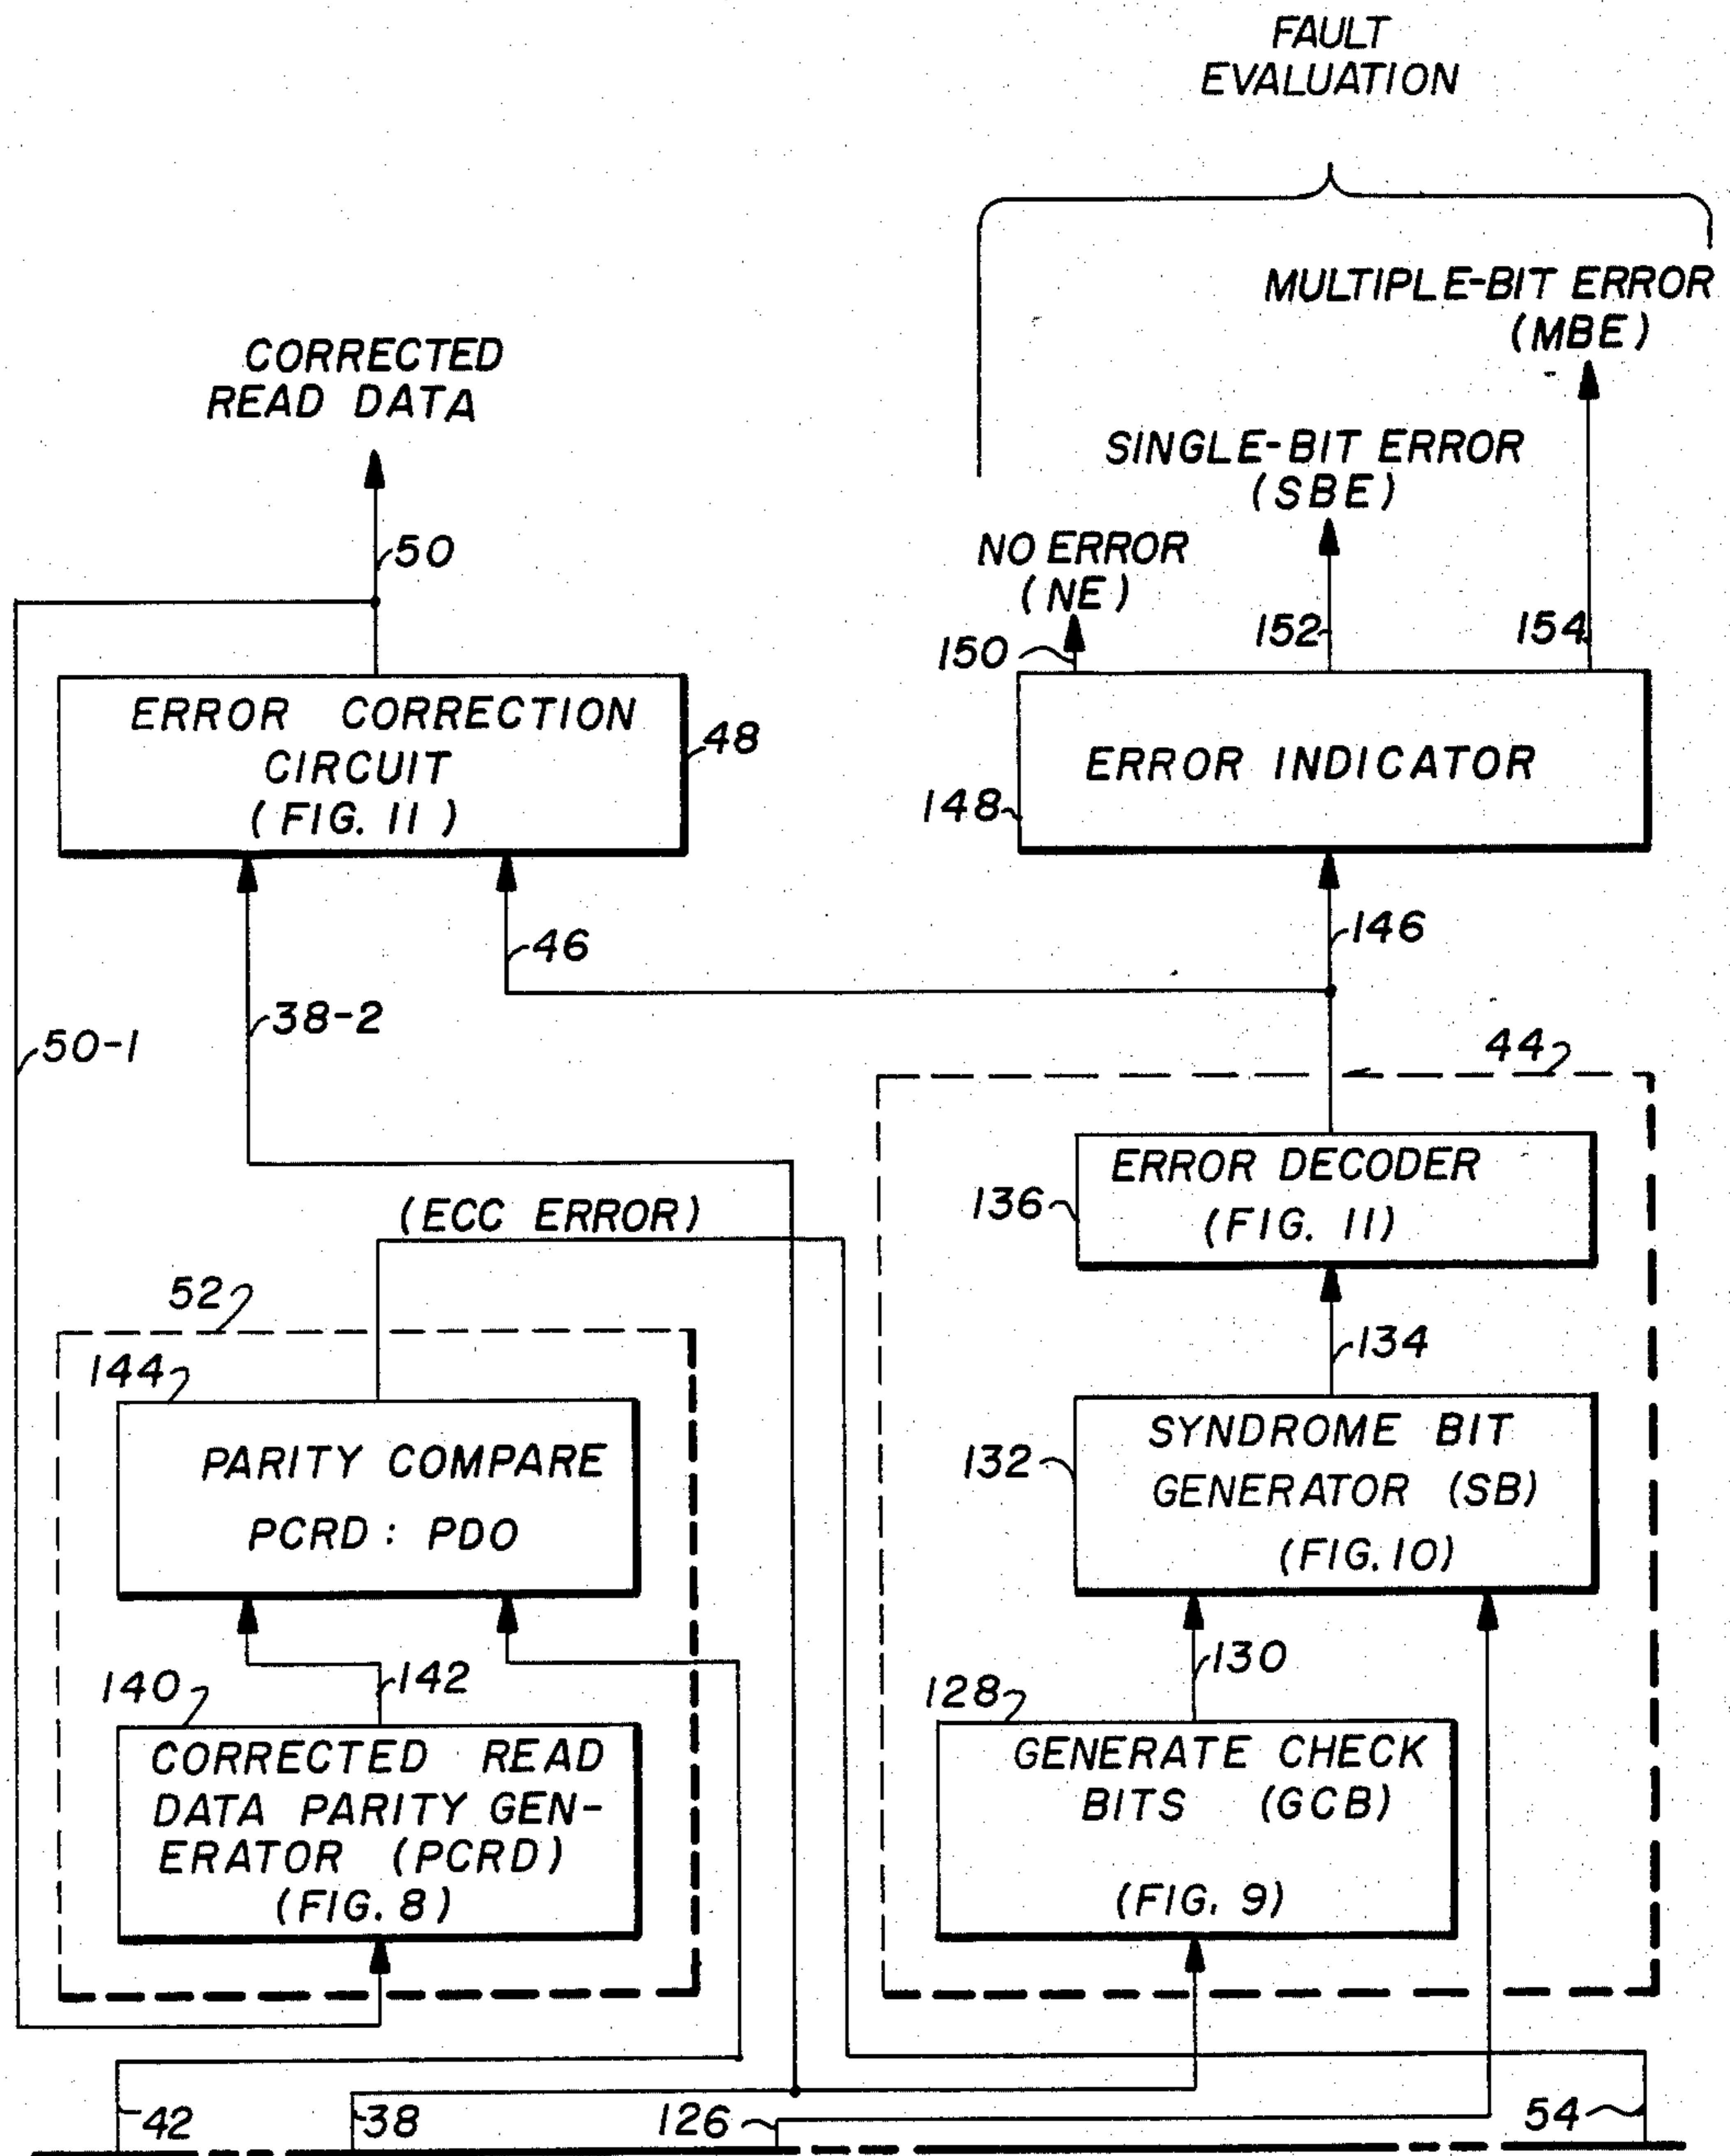 FAULT
EVALUATION
MULTIPLE-BIT ERROR
(MBE)
CORRECTED
READ DATA
SINGLE-BIT ERROR
(SBE)
NO ERROR
(NE)
50
150
152
154
ERROR CORRECTION
CIRCUIT
(FIG. 11)
48
ERROR INDICATOR
148
46
146
38-2
50-1
44
ERROR DECODER
(FIG. 11)
136
(ECC ERROR)
52
134
144
PARITY COMPARE
PCRD: PDO
SYNDROME BIT
GENERATOR (SB)
(FIG. 10)
132
142
130
140
128
CORRECTED READ
DATA PARITY GEN-
ERATOR (PCRD)
(FIG. 8)
GENERATE CHECK
BITS (GCB)
(FIG. 9)
42
38
126
54